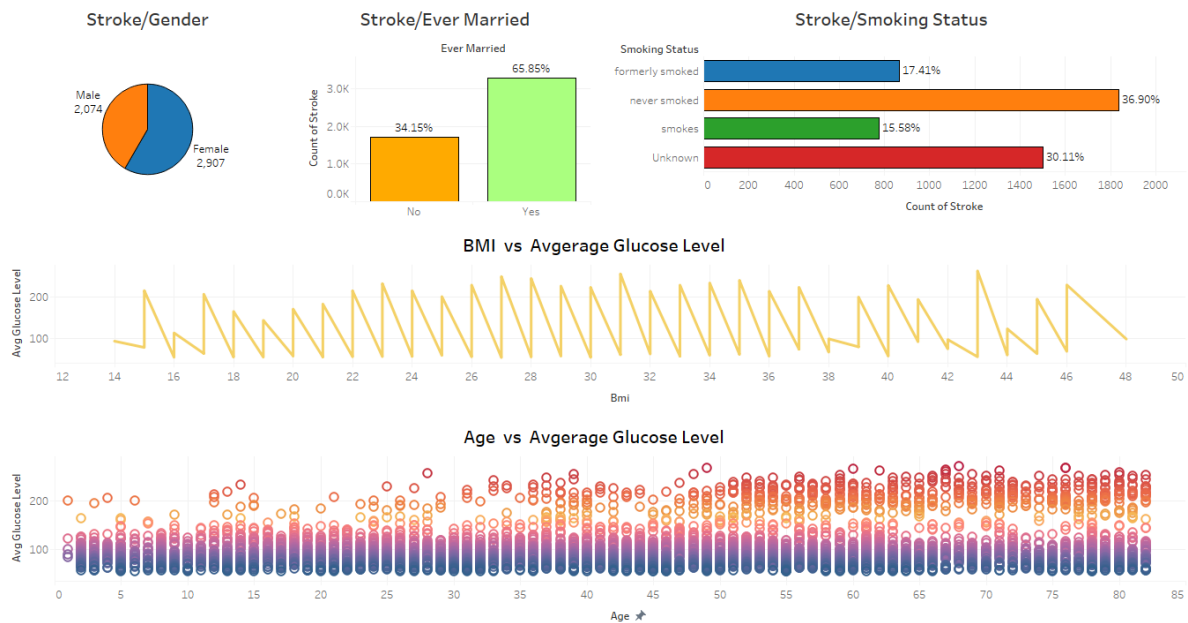 Stroke/Gender
Male
2,074
Female
2,907
Stroke/Ever Married
Ever Married
Count of Stroke
3.0K
2.0K
1.0K
0.0K
34.15%
65.85%
No
Yes
Stroke/Smoking Status
Smoking Status
formerly smoked
17.41%
never smoked
36.90%
smokes
15.58%
Unknown
30.11%
0 200 400 600 800 1000 1200 1400 1600 1800 2000
Count of Stroke
BMI vs Avgerage Glucose Level
Avg Glucose Level
200
100
12 14 16 18 20 22 24 26 28 30 32 34 36 38 40 42 44 46 48 50
Bmi
Age vs Avgerage Glucose Level
Avg Glucose Level
200
100
0 5 10 15 20 25 30 35 40 45 50 55 60 65 70 75 80 85
Age